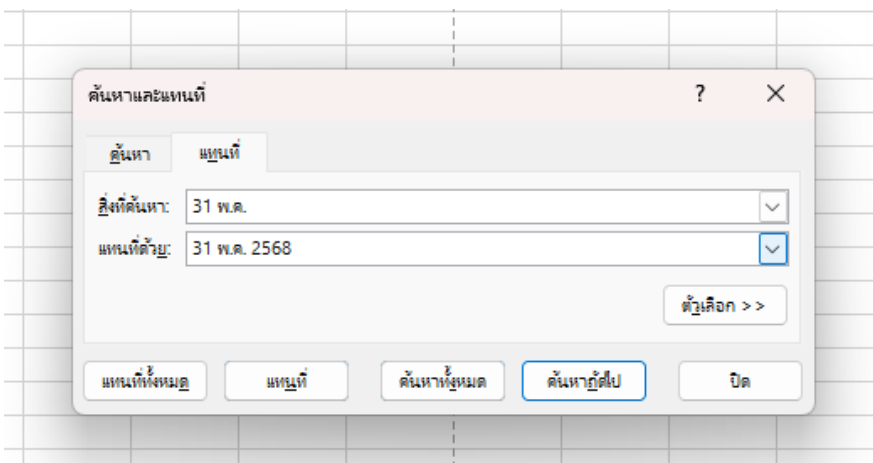 ค้นหาและแทนที่ ?
ค้นหา แทนที่
สิ่งที่ค้นหา: 31 พ.ค.
แทนที่ด้วย: 31 พ.ค. 2568
ตัวเลือก >>
แทนที่ทั้งหมด แทนที่ ค้นหาทั้งหมด ค้นหาถัดไป ปิด